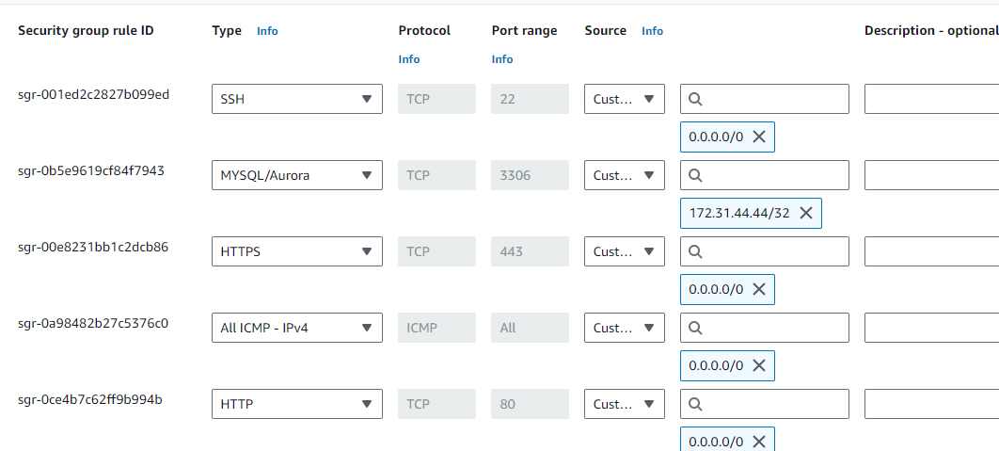 Security group rule ID Type Info Protocol Port range Source Info Description - optional
Info Info
sgr-001ed2c2827b099ed SSH TCP 22 Cust...
0.0.0.0/0
sgr-0b5e9619cf84f7943 MYSQL/Aurora TCP 3306 Cust...
172.31.44.44/32
sgr-00e8231bb1c2dcb86 HTTPS TCP 443 Cust...
0.0.0.0/0
sgr-0a98482b27c5376c0 All ICMP - IPv4 ICMP All Cust...
0.0.0.0/0
sgr-0ce4b7c62ff9b994b HTTP TCP 80 Cust...
0.0.0.0/0